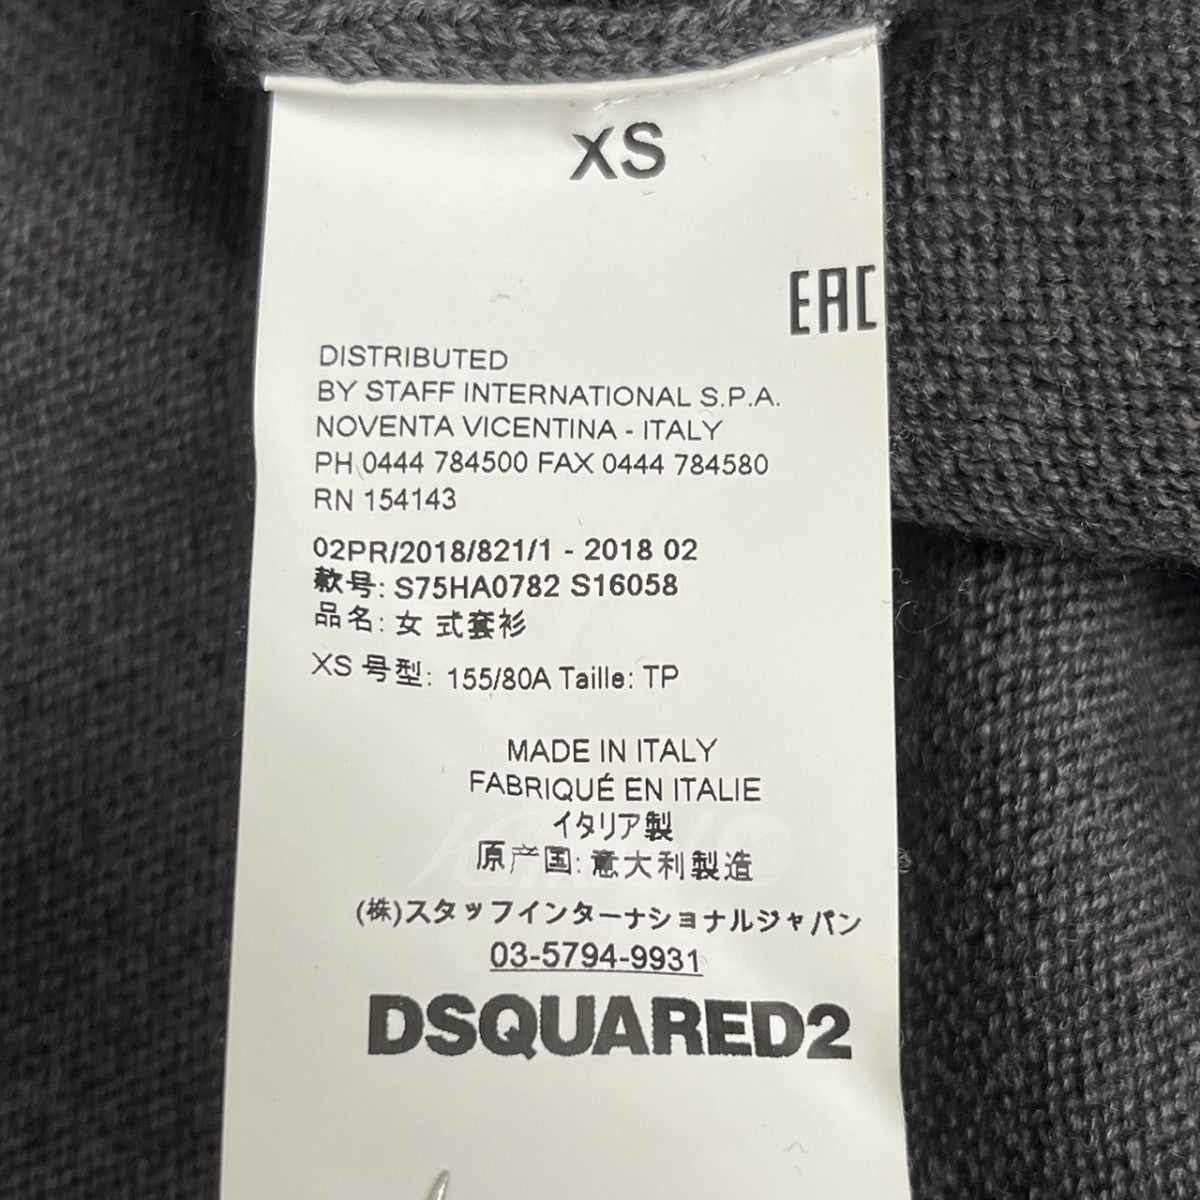 XS
EAC
DISTRIBUTED
BY STAFF INTERNATIONAL S.P.A.
NOVENTA VICENTINA - ITALY
PH 0444 784500 FAX 0444 784580
RN 154143
02PR/2018/821/1 - 2018 02
款号: S75HA0782 S16058
品名: 女 式套衫
XS 号型: 155/80A Taille: TP
MADE IN ITALY
FABRIQUÉ EN ITALIE
イタリア製
原产国: 意大利製造
(株)スタッフインターナショナルジャパン
03-5794-9931
DSQUARED2